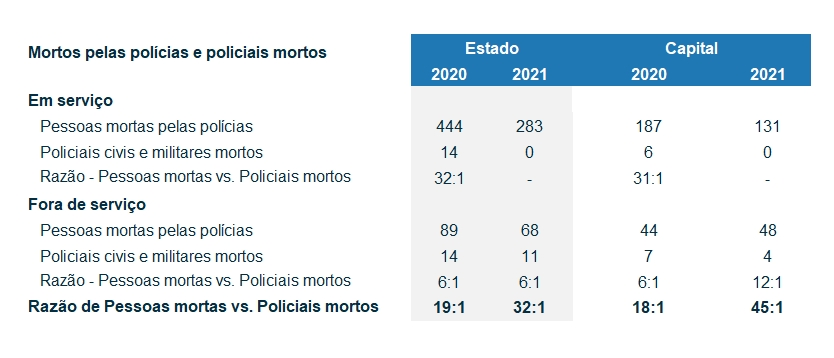 Mortos pelas polícias e policiais mortos Estado Capital
2020 2021 2020 2021
Em serviço
Pessoas mortas pelas polícias 444 283 187 131
Policiais civis e militares mortos 14 0 6 0
Razão - Pessoas mortas vs. Policiais mortos 32:1 - 31:1 -
Fora de serviço
Pessoas mortas pelas polícias 89 68 44 48
Policiais civis e militares mortos 14 11 7 4
Razão - Pessoas mortas vs. Policiais mortos 6:1 6:1 6:1 12:1
Razão de Pessoas mortas vs. Policiais mortos 19:1 32:1 18:1 45:1